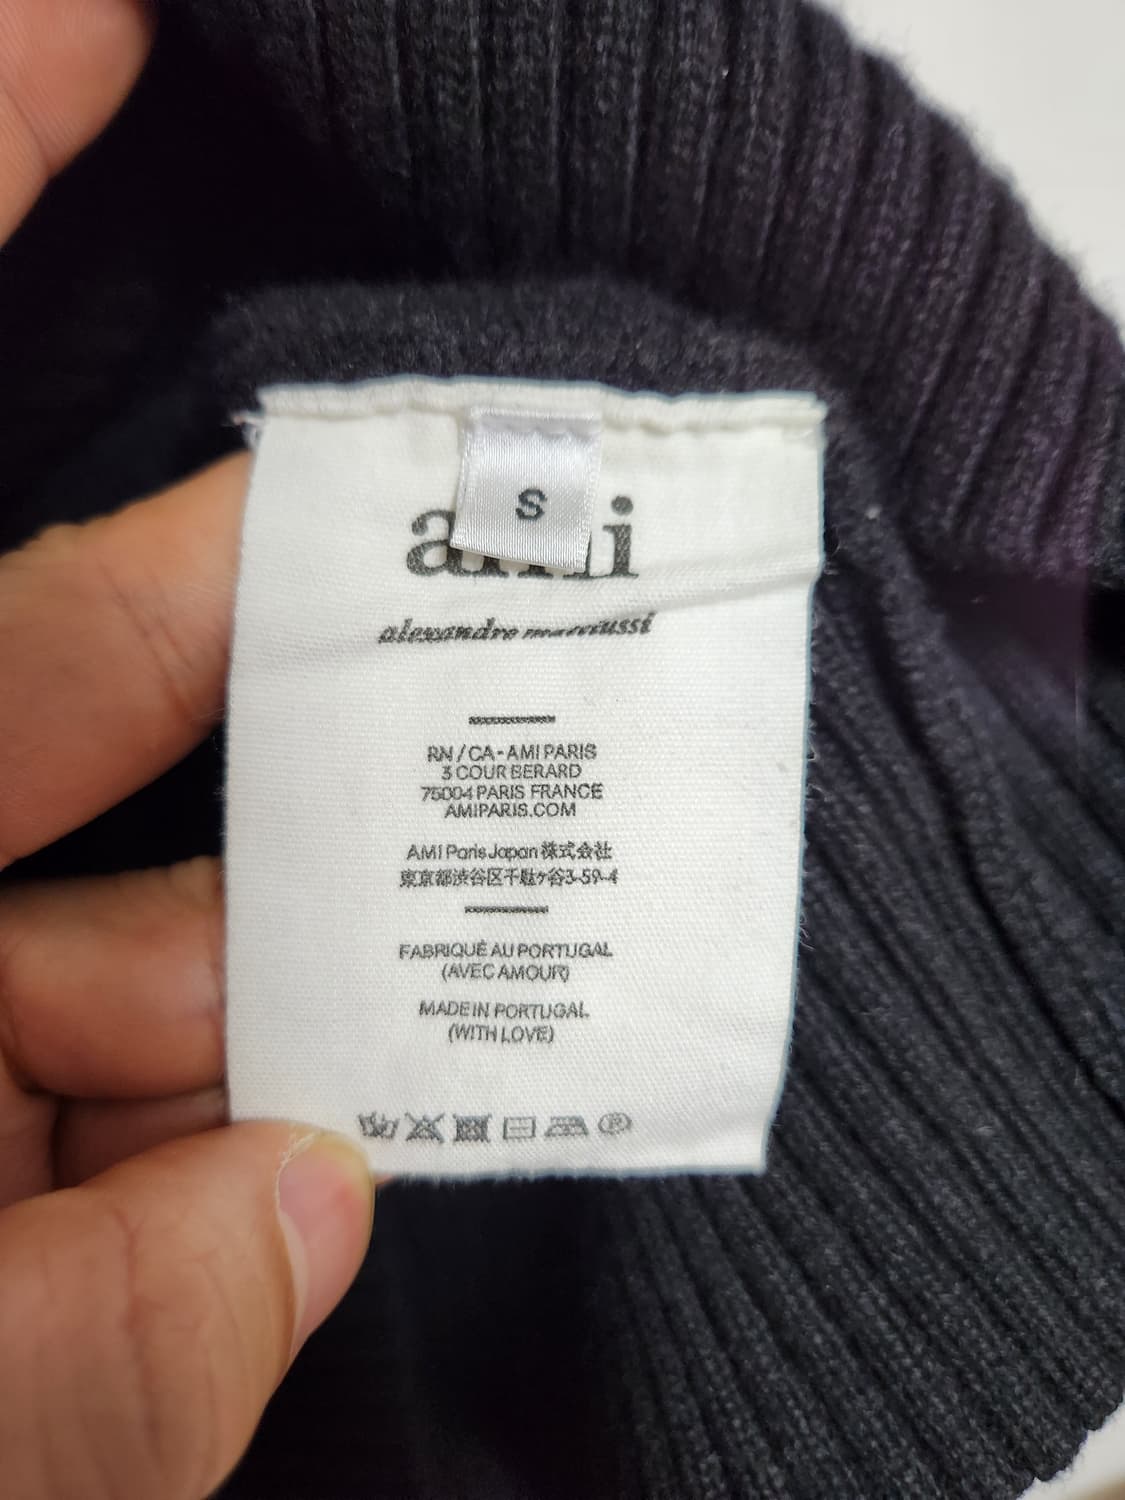 S
ami
alexandre mattiussi
RN / CA - AMI PARIS
3 COUR BERARD
75004 PARIS FRANCE
AMIPARIS.COM
AMI Paris Japan 株式会社
東京都渋谷区千駄ヶ谷3-59-4
FABRIQUÉ AU PORTUGAL
(AVEC AMOUR)
MADE IN PORTUGAL
(WITH LOVE)
P